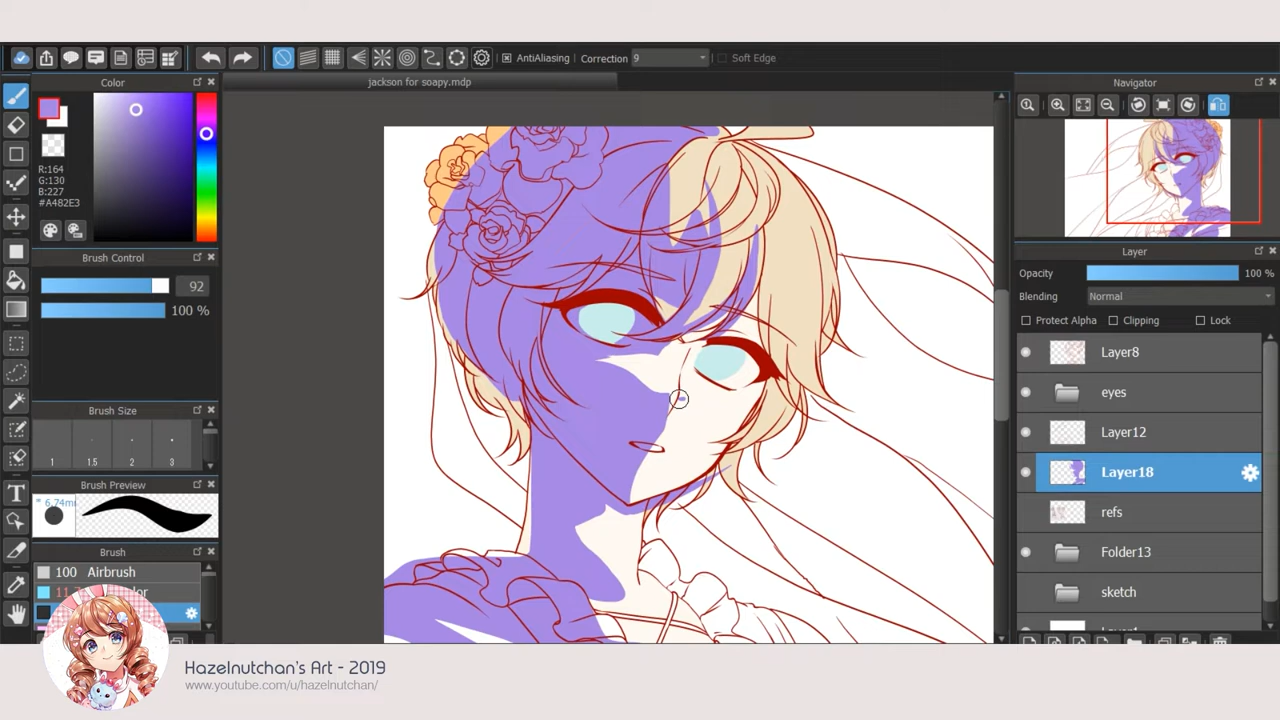 AntiAliasing Correction 9 Soft Edge
Color
jackson for soapy.mdp
Navigator
R:164
G:130
B:227
#A482E3
Brush Control
92
100 %
Layer
Opacity 100 %
Blending Normal
Protect Alpha Clipping Lock
Layer8
eyes
Layer12
Layer18
refs
Folder13
sketch
Brush Size
1 1.5 2 3
Brush Preview
Brush
100 Airbrush
Hazelnutchan's Art - 2019
www.youtube.com/u/hazelnutchan/